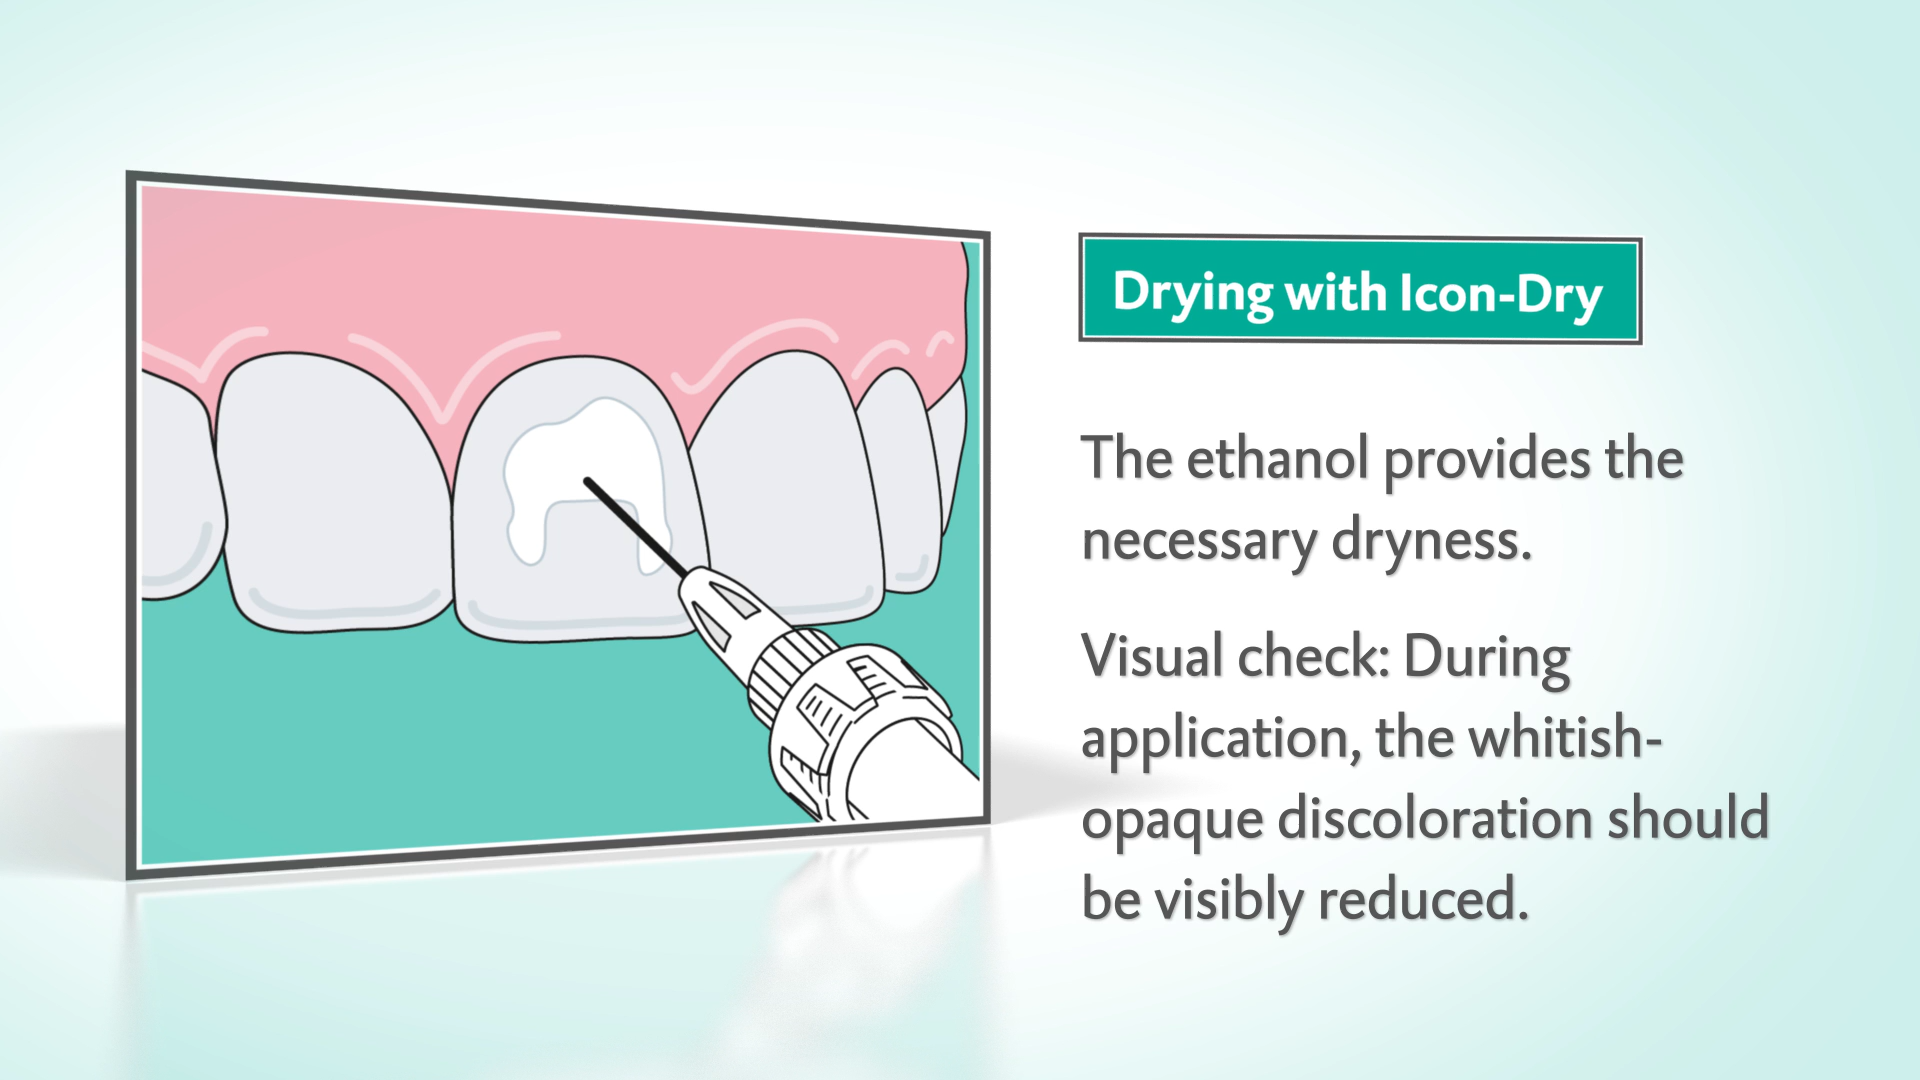 Drying with Icon-Dry
The ethanol provides the
necessary dryness.
Visual check: During
application, the whitish-
opaque discoloration should
be visibly reduced.